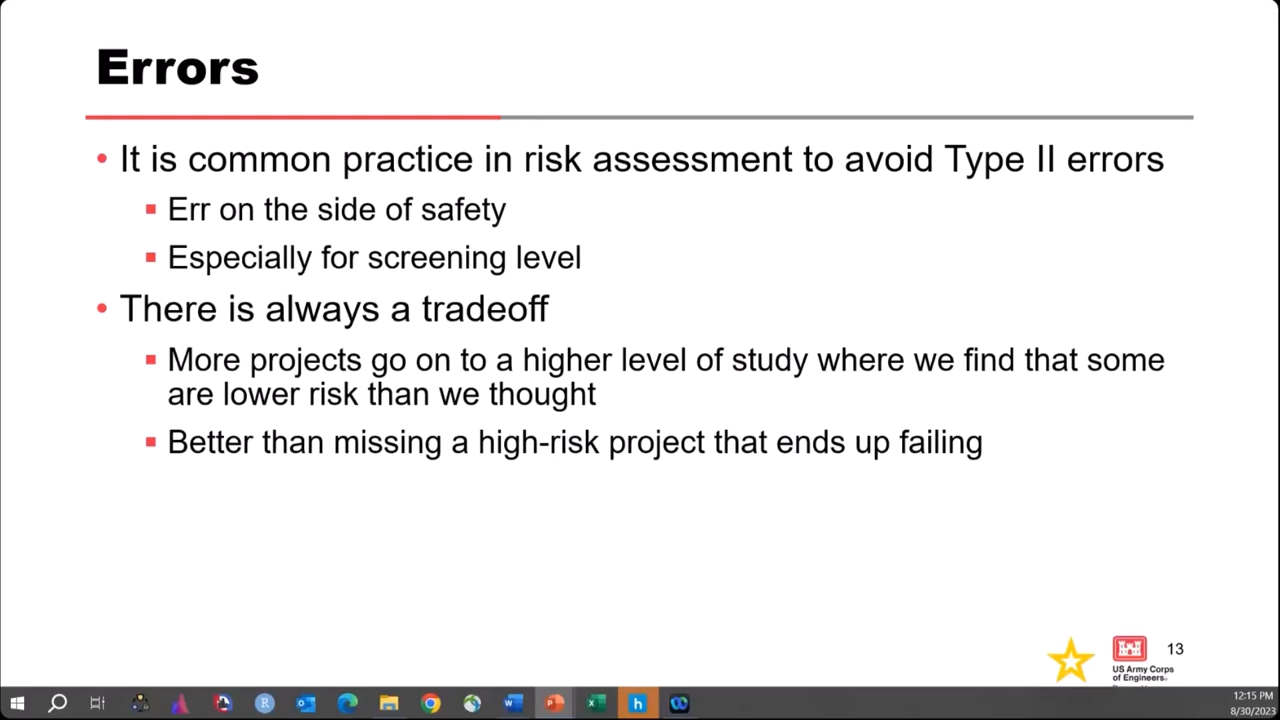 Errors
• It is common practice in risk assessment to avoid Type II errors
▪ Err on the side of safety
▪ Especially for screening level
• There is always a tradeoff
▪ More projects go on to a higher level of study where we find that some
are lower risk than we thought
▪ Better than missing a high-risk project that ends up failing
13
US Army Corps
of Engineers®
12:15 PM
8/30/2023